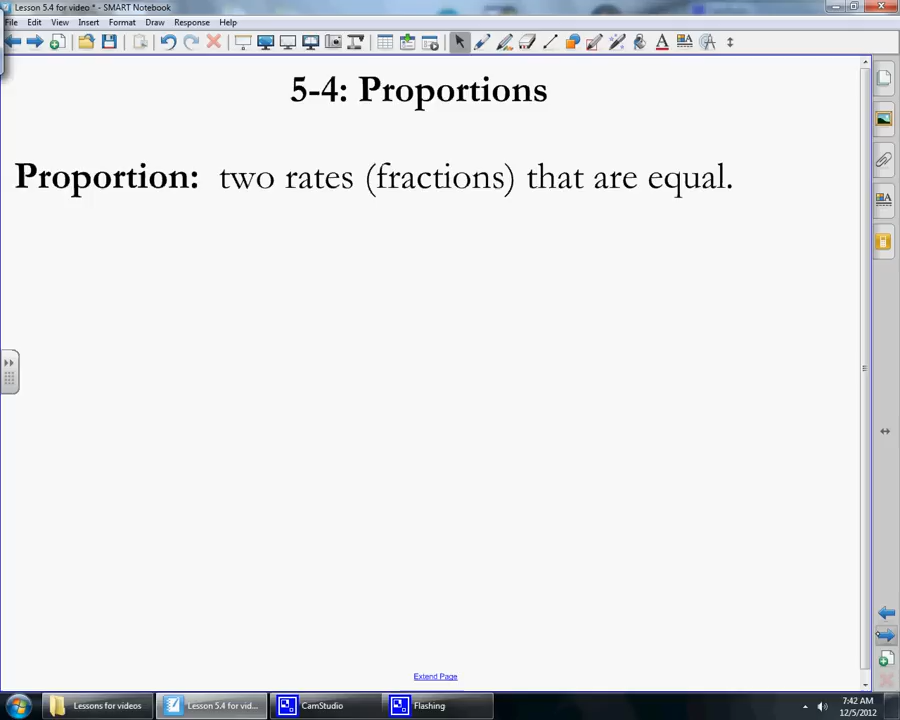 Lesson 5.4 for video * - SMART Notebook
File Edit View Insert Format Draw Response Help
5-4: Proportions
Proportion: two rates (fractions) that are equal.
Extend Page
Lessons for videos
Lesson 5.4 for vid...
CamStudio
Flashing
7:42 AM
12/5/2012